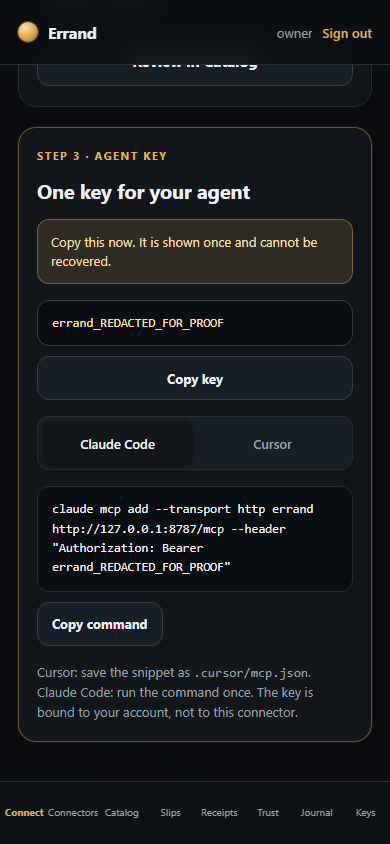 Errand
owner Sign out
Review in Catalog
STEP 3 · AGENT KEY
One key for your agent
Copy this now. It is shown once and cannot be
recovered.
errand_REDACTED_FOR_PROOF
Copy key
Claude Code Cursor
claude mcp add --transport http errand
http://127.0.0.1:8787/mcp --header
"Authorization: Bearer
errand_REDACTED_FOR_PROOF"
Copy command
Cursor: save the snippet as .cursor/mcp.json.
Claude Code: run the command once. The key is
bound to your account, not to this connector.
Connect Connectors Catalog Slips Receipts Trust Journal Keys